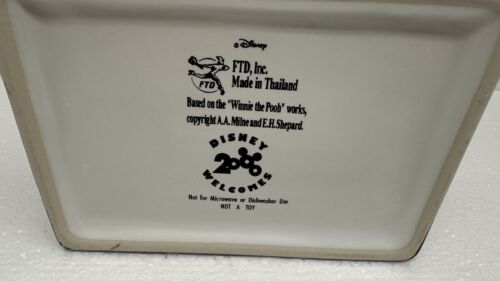 © Disney
FTD, Inc.
FTD
Made in Thailand
Based on the "Winnie the Pooh" works,
copyright A.A. Milne and E.H. Shepard.
DISNEY
2000
WELCOMES
Not for Microwave or Dishwasher Use
NOT A TOY